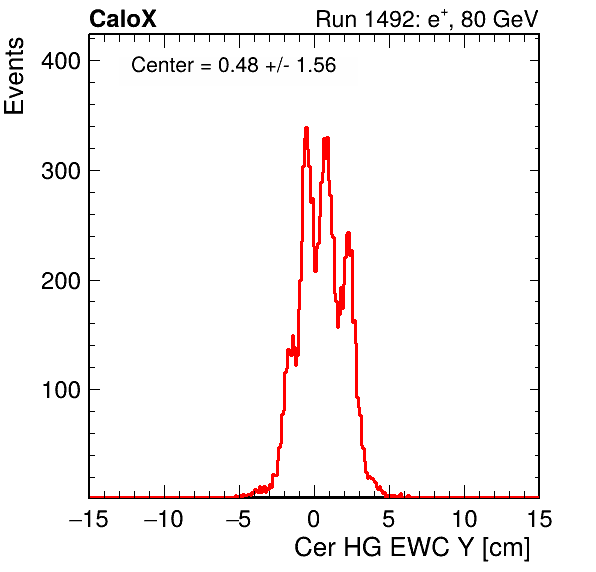 CaloX Run 1492: e⁺, 80 GeV
Center = 0.48 +/- 1.56
Events
400
300
200
100
−15 −10 −5 0 5 10 15
Cer HG EWC Y [cm]